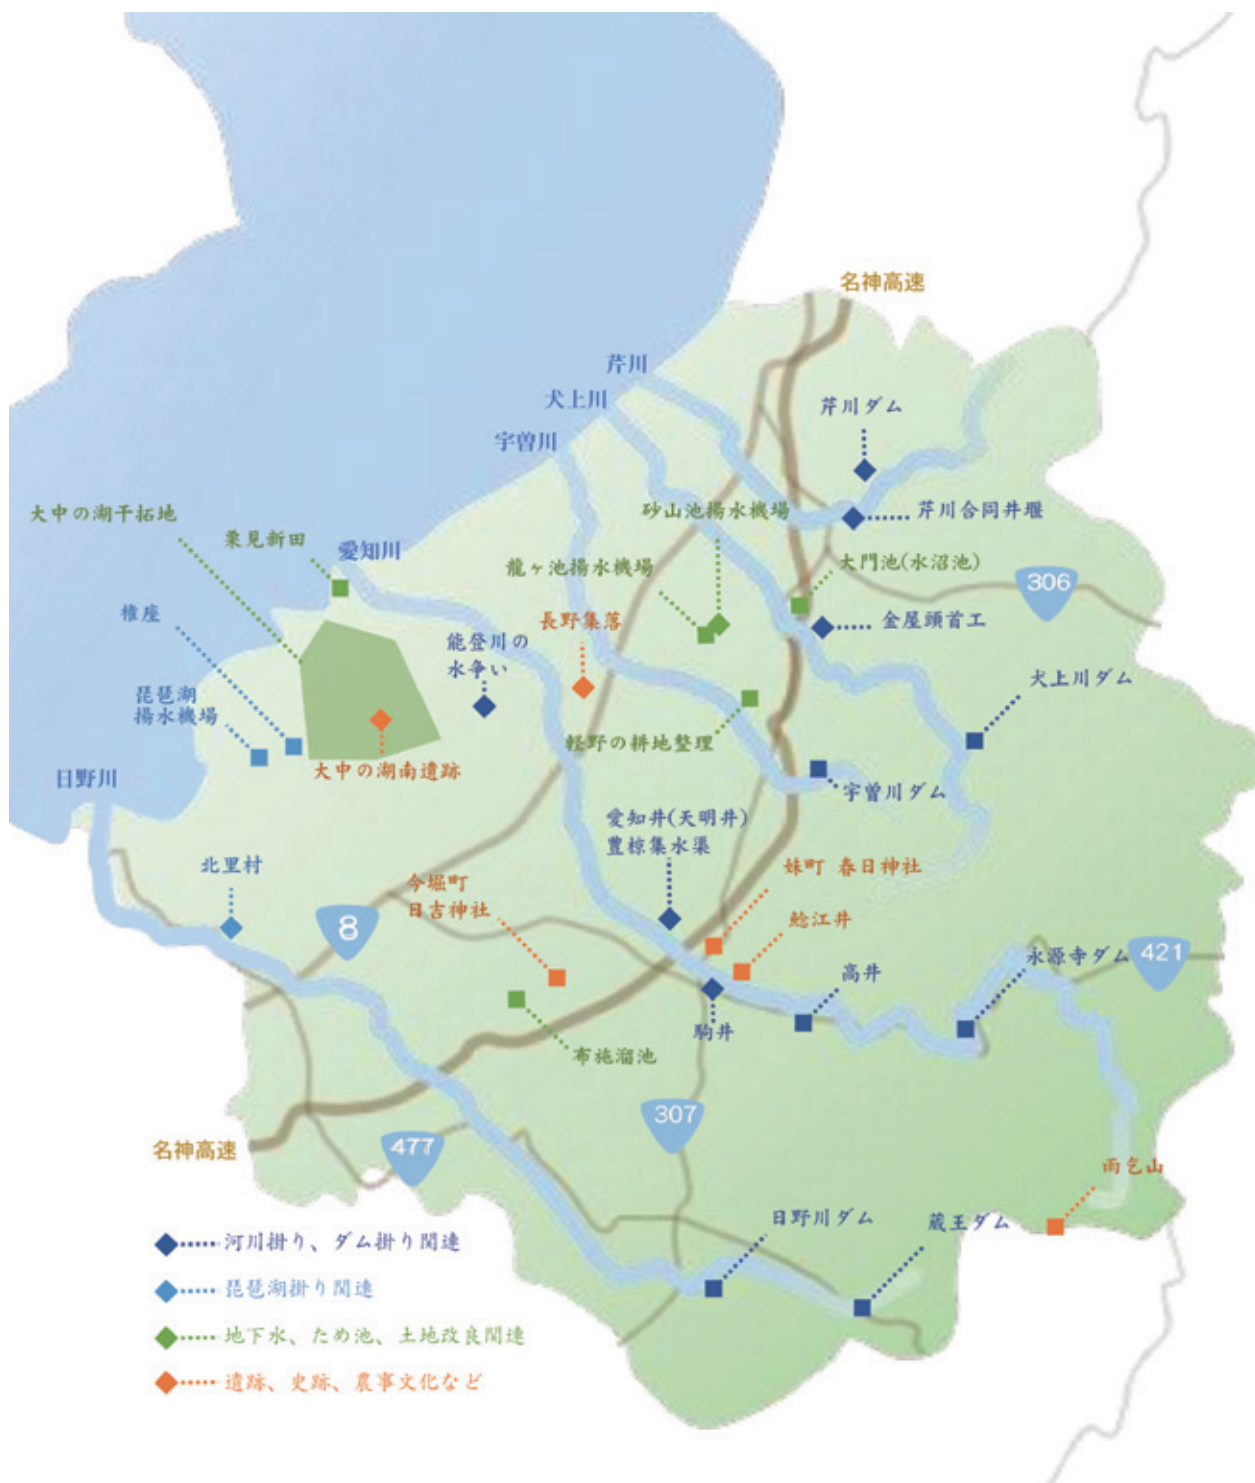 名神高速
芹川
犬上川
宇曽川
芹川ダム
芹川合同井堰
砂山池揚水機場
大中の湖干拓地
栗見新田
愛知川
龍ヶ池揚水機場
大門池(水沼池)
306
権座
長野集落
金屋頭首工
能登川の
水争い
犬上川ダム
琵琶湖
揚水機場
軽野の耕地整理
大中の湖南遺跡
日野川
宇曽川ダム
愛知井(天明井)
豊椋集水渠
北里村
今堀町
日吉神社
妹町 春日神社
鯰江井
8
高井
永源寺ダム
421
駒井
布施溜池
307
名神高速
477
雨乞山
日野川ダム
蔵王ダム
河川掛り、ダム掛り関連
琵琶湖掛り関連
地下水、ため池、土地改良関連
遺跡、史跡、農事文化など